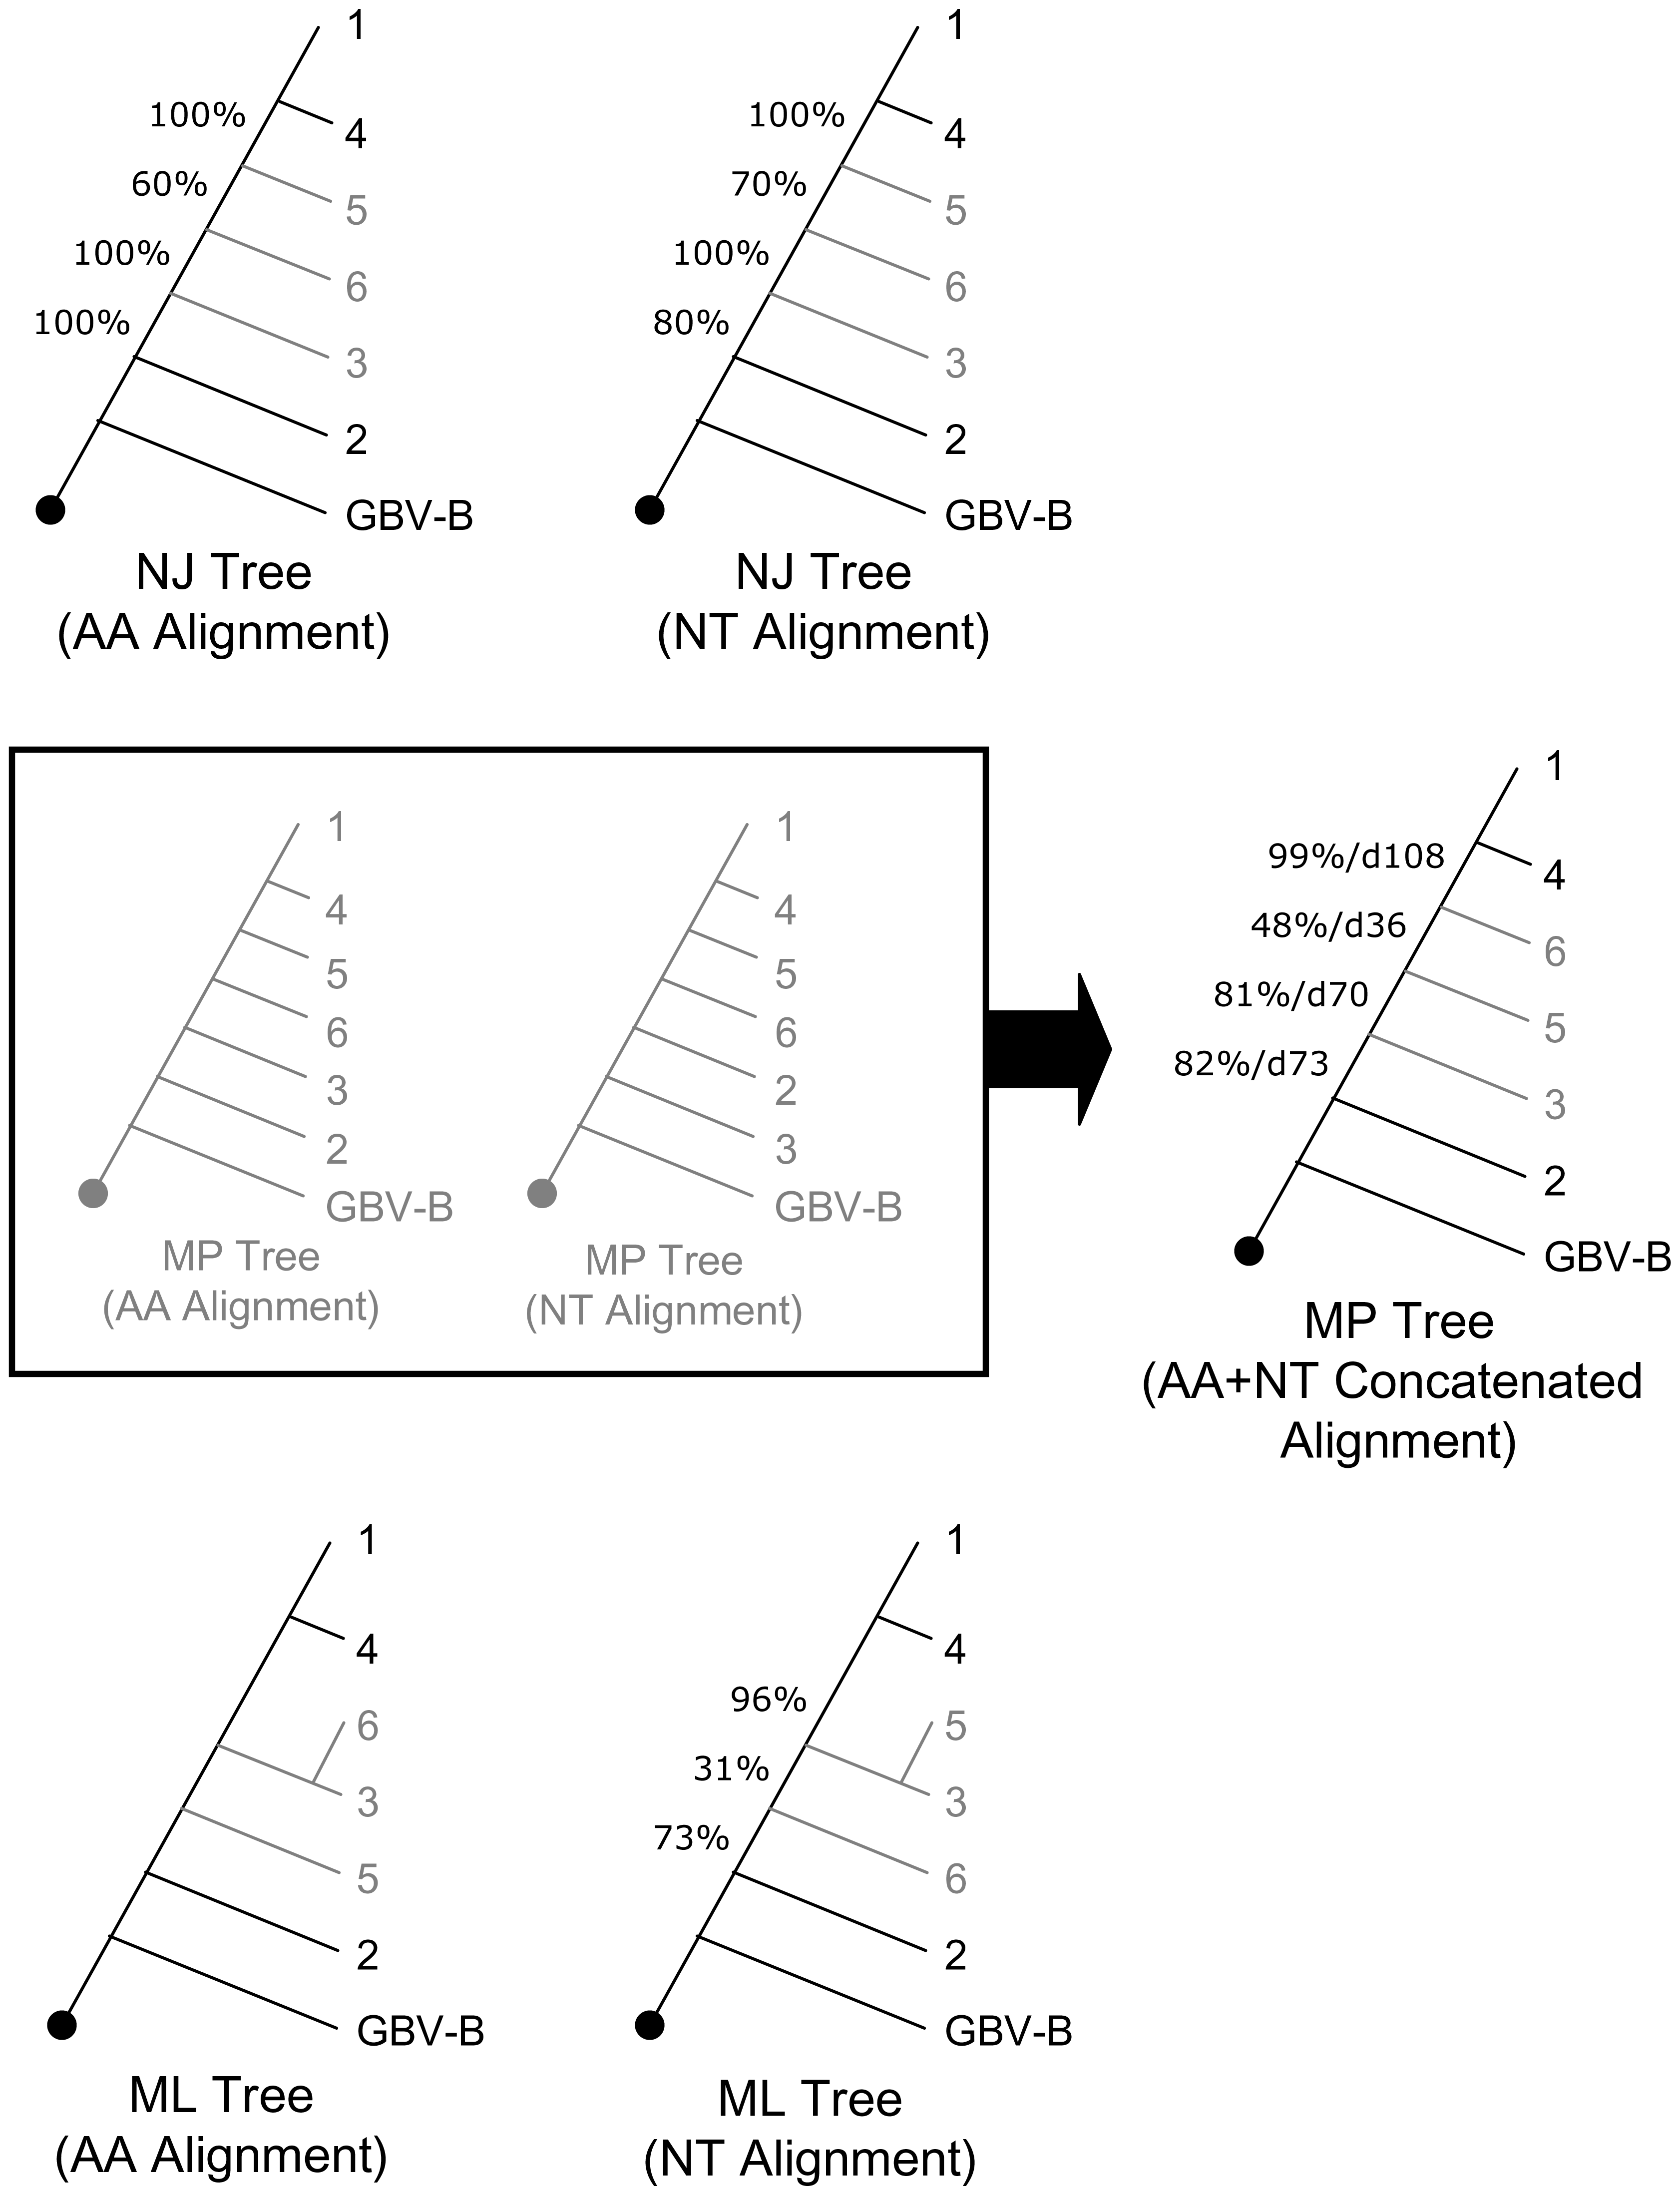 1
100%
4
60%
5
100%
6
100%
3
2
GBV-B
NJ Tree
(AA Alignment)
1
100%
4
70%
5
100%
6
80%
3
2
GBV-B
NJ Tree
(NT Alignment)
1
4
5
6
3
2
GBV-B
MP Tree
(AA Alignment)
1
4
5
6
2
3
GBV-B
MP Tree
(NT Alignment)
1
99%/d108
4
48%/d36
6
81%/d70
5
82%/d73
3
2
GBV-B
MP Tree
(AA+NT Concatenated
Alignment)
1
4
6
3
5
2
GBV-B
ML Tree
(AA Alignment)
1
4
96%
5
31%
3
73%
6
2
GBV-B
ML Tree
(NT Alignment)